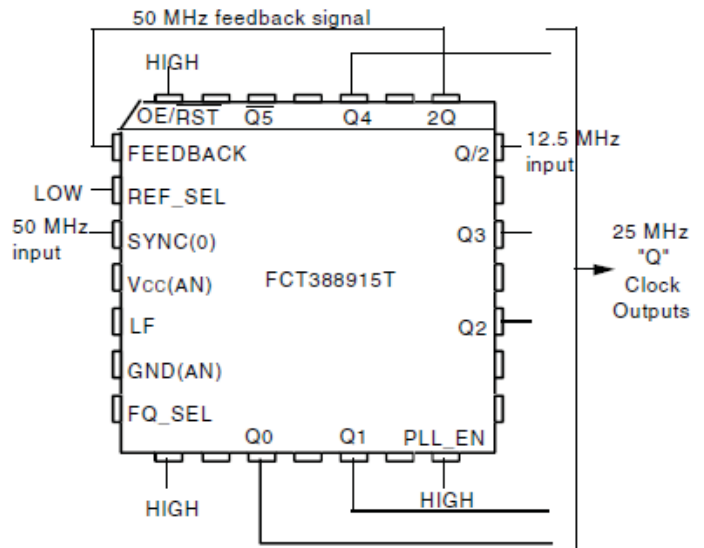 50 MHz feedback signal
HIGH
OE/RST Q5 Q4 2Q
FEEDBACK
Q/2
12.5 MHz
input
LOW
REF_SEL
50 MHz
input
SYNC(0)
Q3
25 MHz
"Q"
Clock
Outputs
VCC(AN)
FCT388915T
LF
Q2
GND(AN)
FQ_SEL
Q0 Q1 PLL_EN
HIGH
HIGH